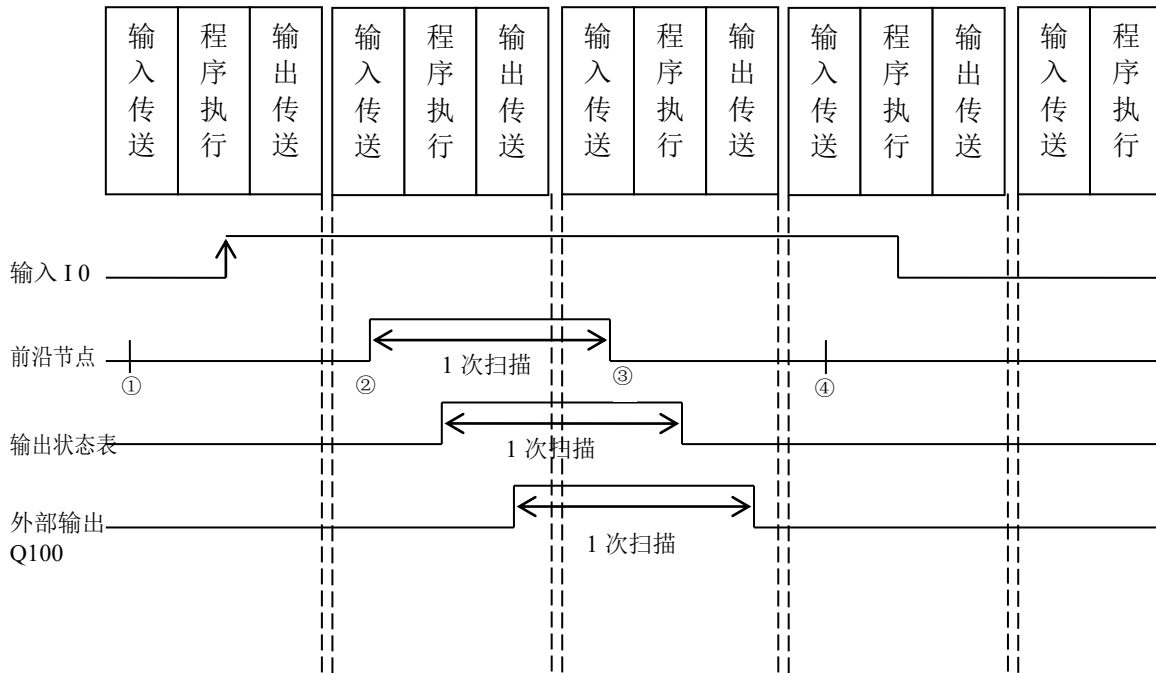 输入传送
程序执行
输出传送
输入传送
程序执行
输出传送
输入传送
程序执行
输出传送
输入传送
程序执行
输出传送
输入传送
程序执行
输入 I 0
前沿节点
1 次扫描
① ② ③ ④
输出状态表
1 次扫描
外部输出
Q100
1 次扫描